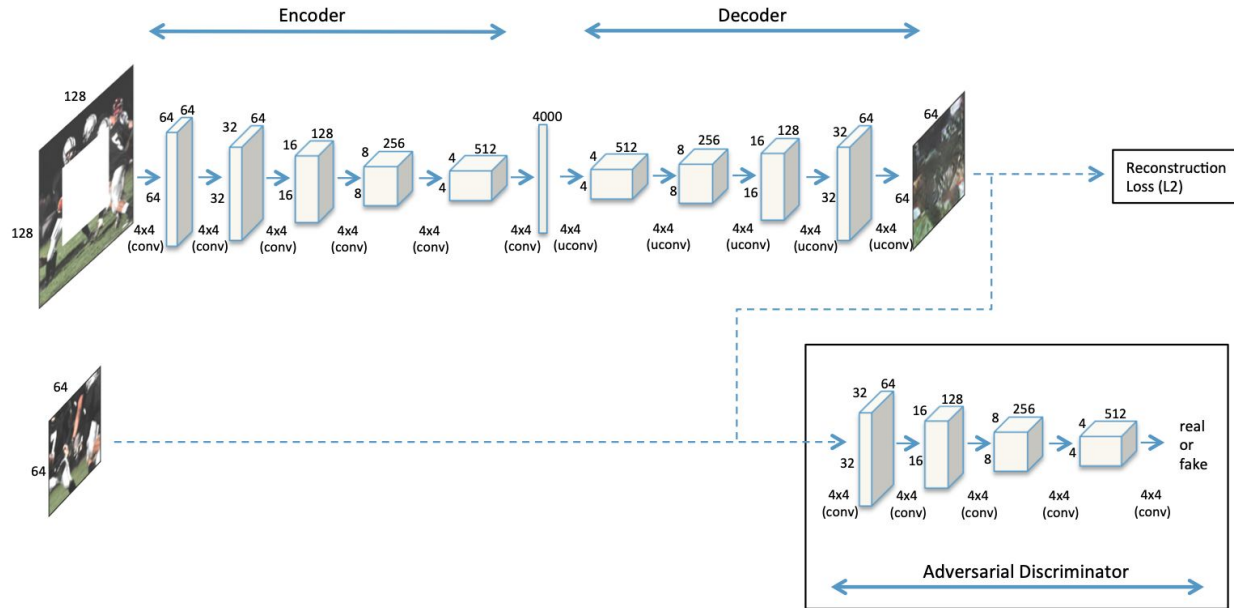 Encoder
Decoder
128
128
64 64
64
32 64
32
16 128
16
8 256
8
4 512
4
4000
4 512
4
8 256
8
16 128
16
32 64
32
64
64
4x4
(conv)
4x4
(conv)
4x4
(conv)
4x4
(conv)
4x4
(conv)
4x4
(conv)
4x4
(uconv)
4x4
(uconv)
4x4
(uconv)
4x4
(uconv)
4x4
(uconv)
Reconstruction
Loss (L2)
64
64
32 64
32
16 128
16
8 256
8
4 512
4
real
or
fake
4x4
(conv)
4x4
(conv)
4x4
(conv)
4x4
(conv)
4x4
(conv)
Adversarial Discriminator